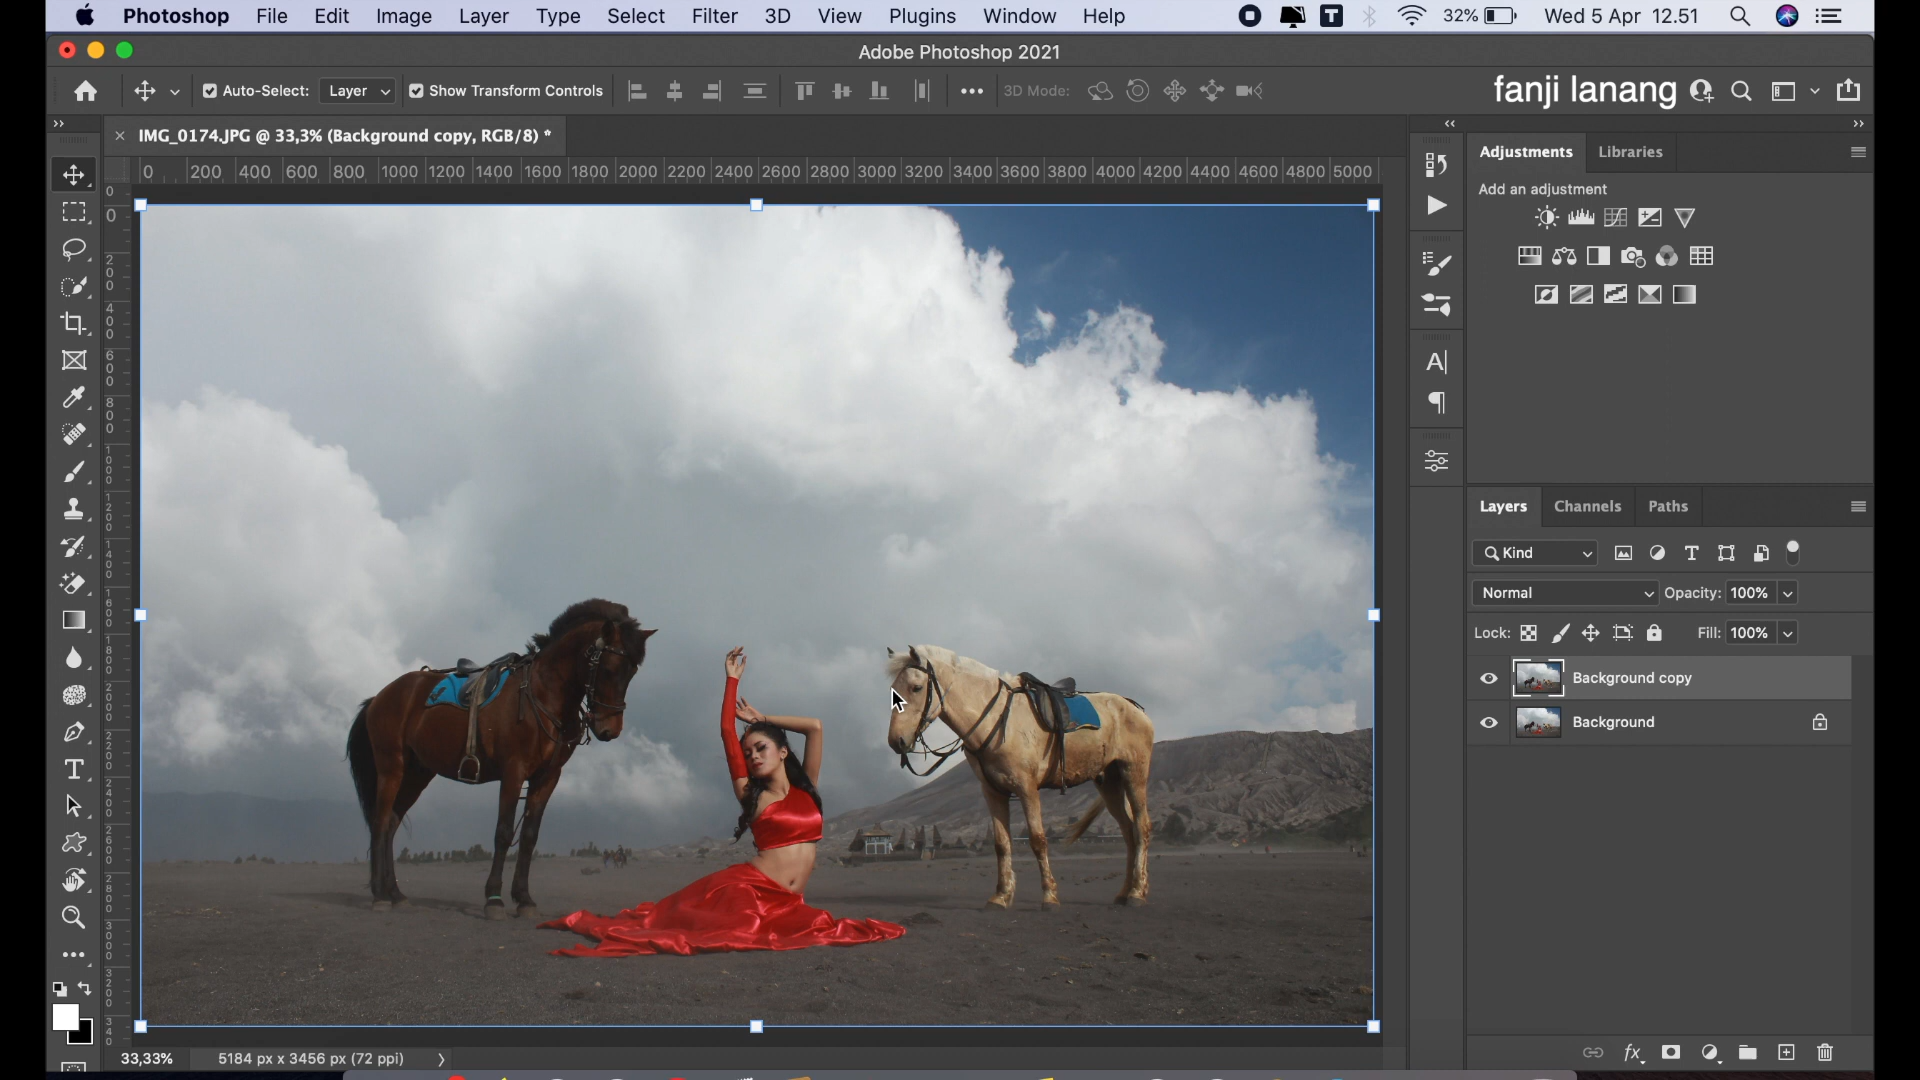 Photoshop File Edit Image Layer Type Select Filter 3D View Plugins Window Help T 32% Wed 5 Apr 12.51
Adobe Photoshop 2021
Auto-Select: Layer Show Transform Controls 3D Mode: fanji lanang
IMG_0174.JPG @ 33,3% (Background copy, RGB/8) *
0 200 400 600 800 1000 1200 1400 1600 1800 2000 2200 2400 2600 2800 3000 3200 3400 3600 3800 4000 4200 4400 4600 4800 5000
Adjustments Libraries
Add an adjustment
Layers Channels Paths
Kind
Normal Opacity: 100%
Lock: Fill: 100%
Background copy
Background
33,33% 5184 px x 3456 px (72 ppi)